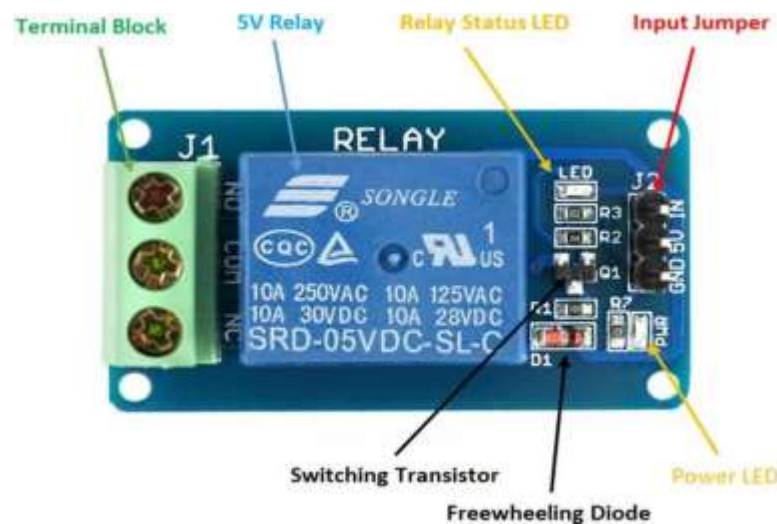 Terminal Block
5V Relay
Relay Status LED
Input Jumper
J1
RELAY
LED
J2
NO
COM
NC
SONGLE
®
CQC
C US
1
10A 250VAC 10A 125VAC
10A 30VDC 10A 28VDC
SRD-05VDC-SL-C
R3
R2
Q1
R1
D1
R7
PWR
IN
5V
GND
Switching Transistor
Freewheeling Diode
Power LED